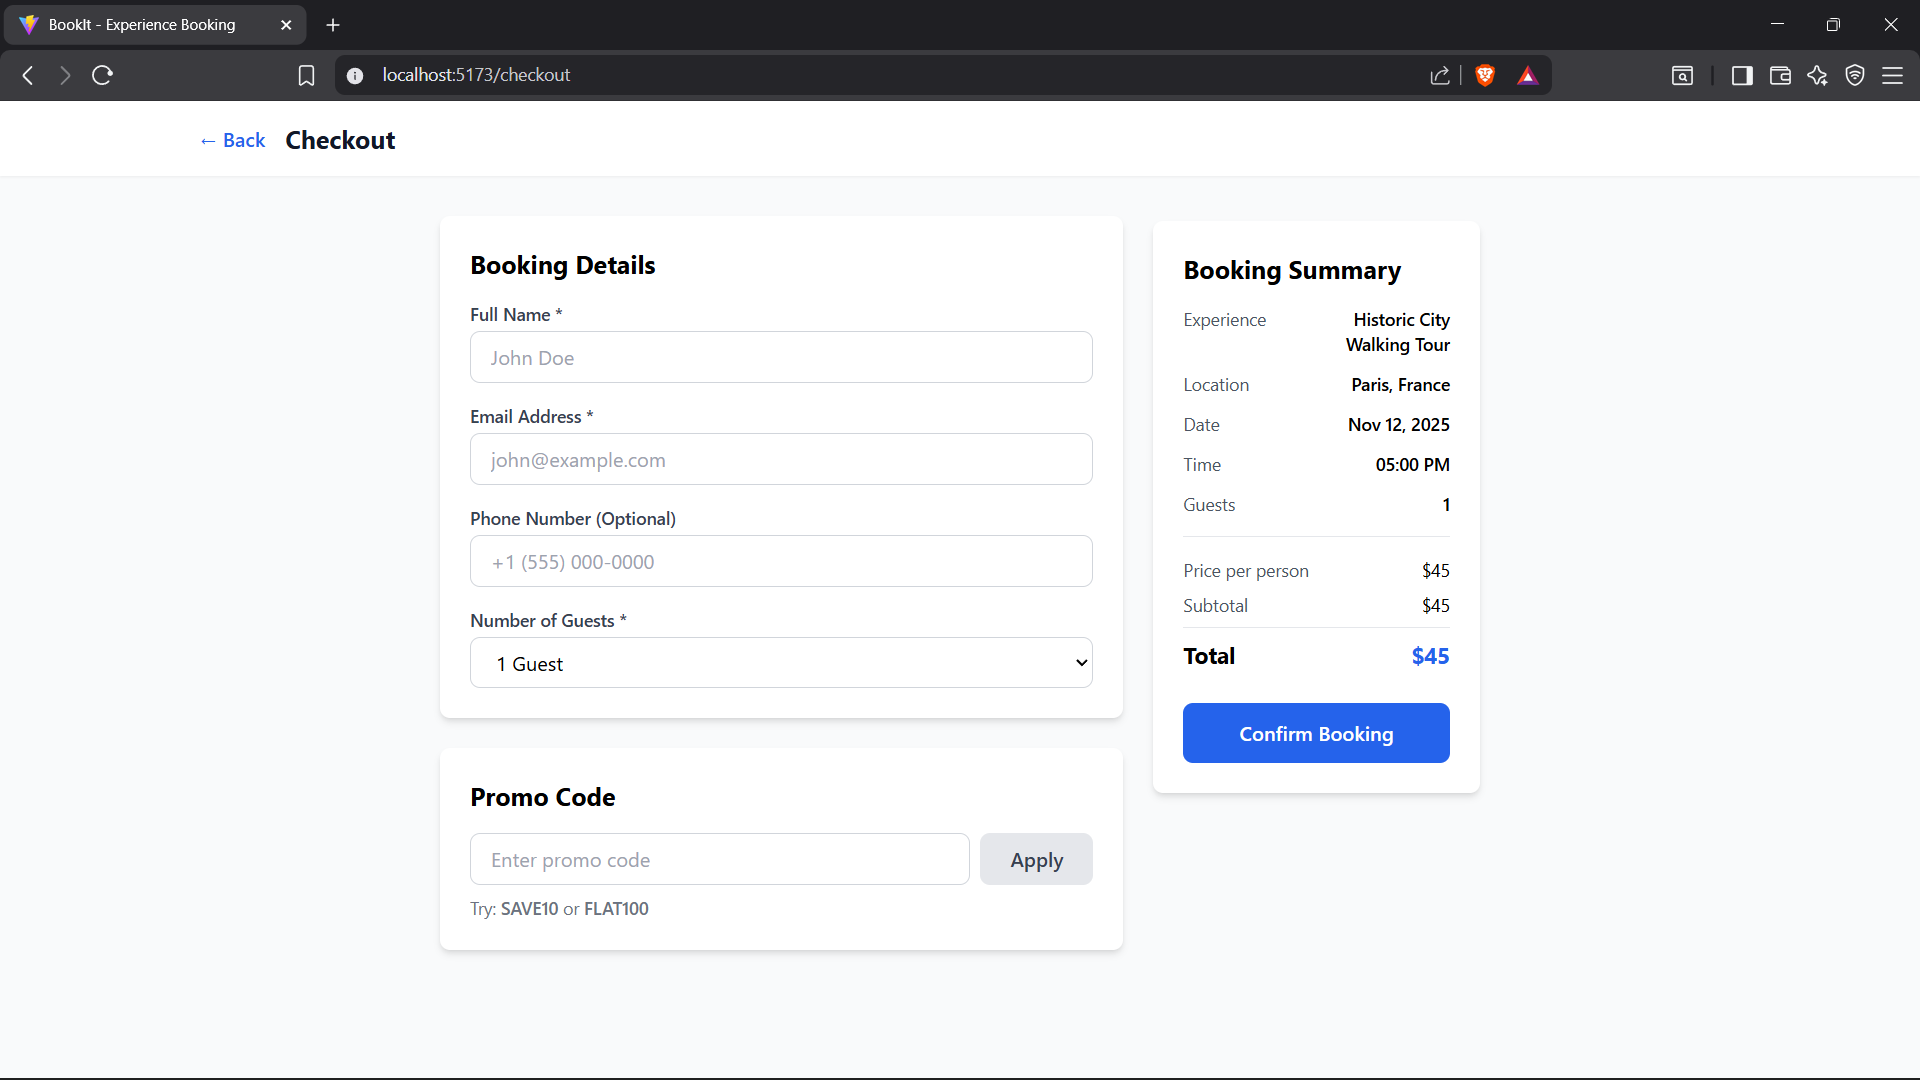 BookIt - Experience Booking
localhost:5173/checkout
← Back Checkout
Booking Details
Full Name *
John Doe
Email Address *
john@example.com
Phone Number (Optional)
+1 (555) 000-0000
Number of Guests *
1 Guest
Promo Code
Enter promo code
Apply
Try: SAVE10 or FLAT100
Booking Summary
Experience Historic City
Walking Tour
Location Paris, France
Date Nov 12, 2025
Time 05:00 PM
Guests 1
Price per person $45
Subtotal $45
Total $45
Confirm Booking